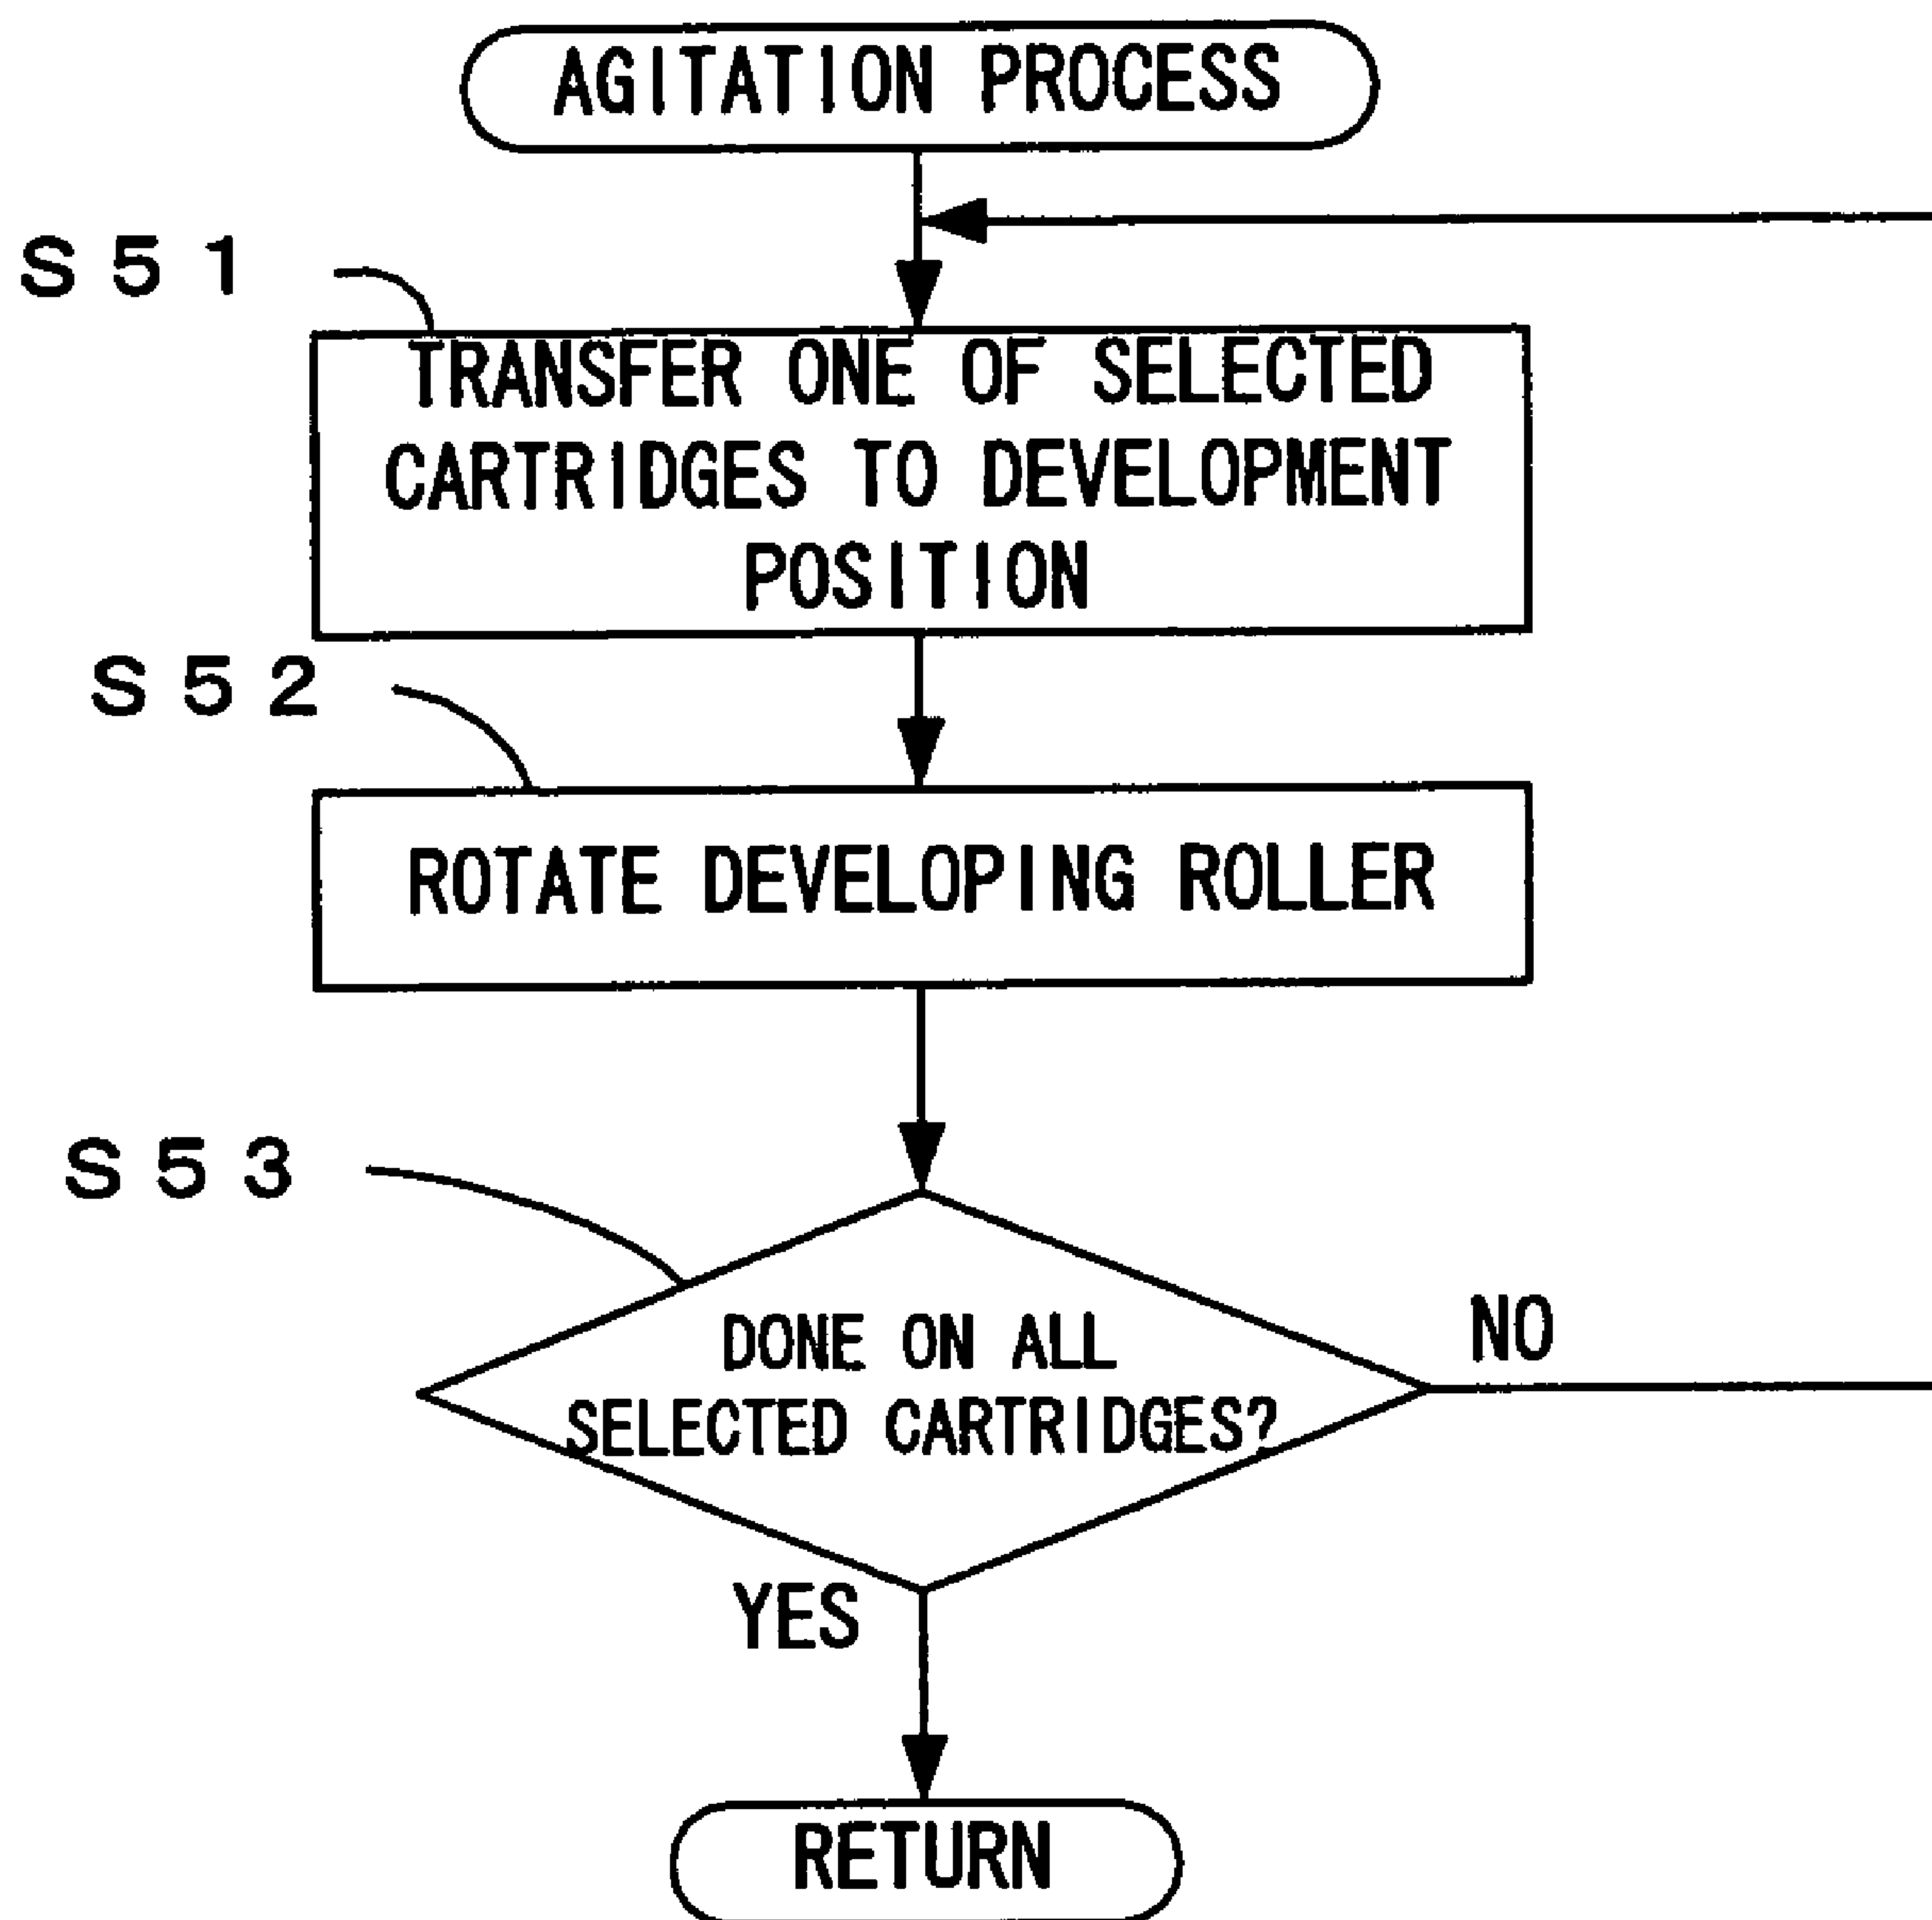 AGITATION PROCESS
S51
TRANSFER ONE OF SELECTED
CARTRIDGES TO DEVELOPMENT
POSITION
S52
ROTATE DEVELOPING ROLLER
S53
DONE ON ALL
SELECTED CARTRIDGES?
NO
YES
RETURN